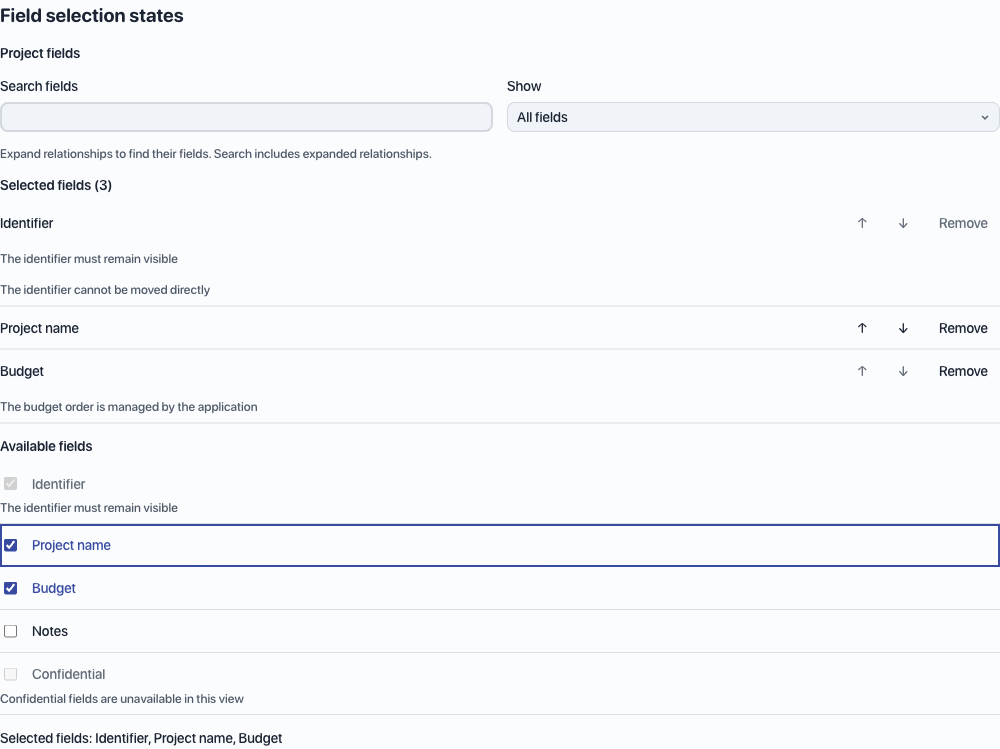 Field selection states
Project fields
Search fields
Show
All fields
Expand relationships to find their fields. Search includes expanded relationships.
Selected fields (3)
Identifier ↑ ↓ Remove
The identifier must remain visible
The identifier cannot be moved directly
Project name ↑ ↓ Remove
Budget ↑ ↓ Remove
The budget order is managed by the application
Available fields
Identifier
The identifier must remain visible
Project name
Budget
Notes
Confidential
Confidential fields are unavailable in this view
Selected fields: Identifier, Project name, Budget